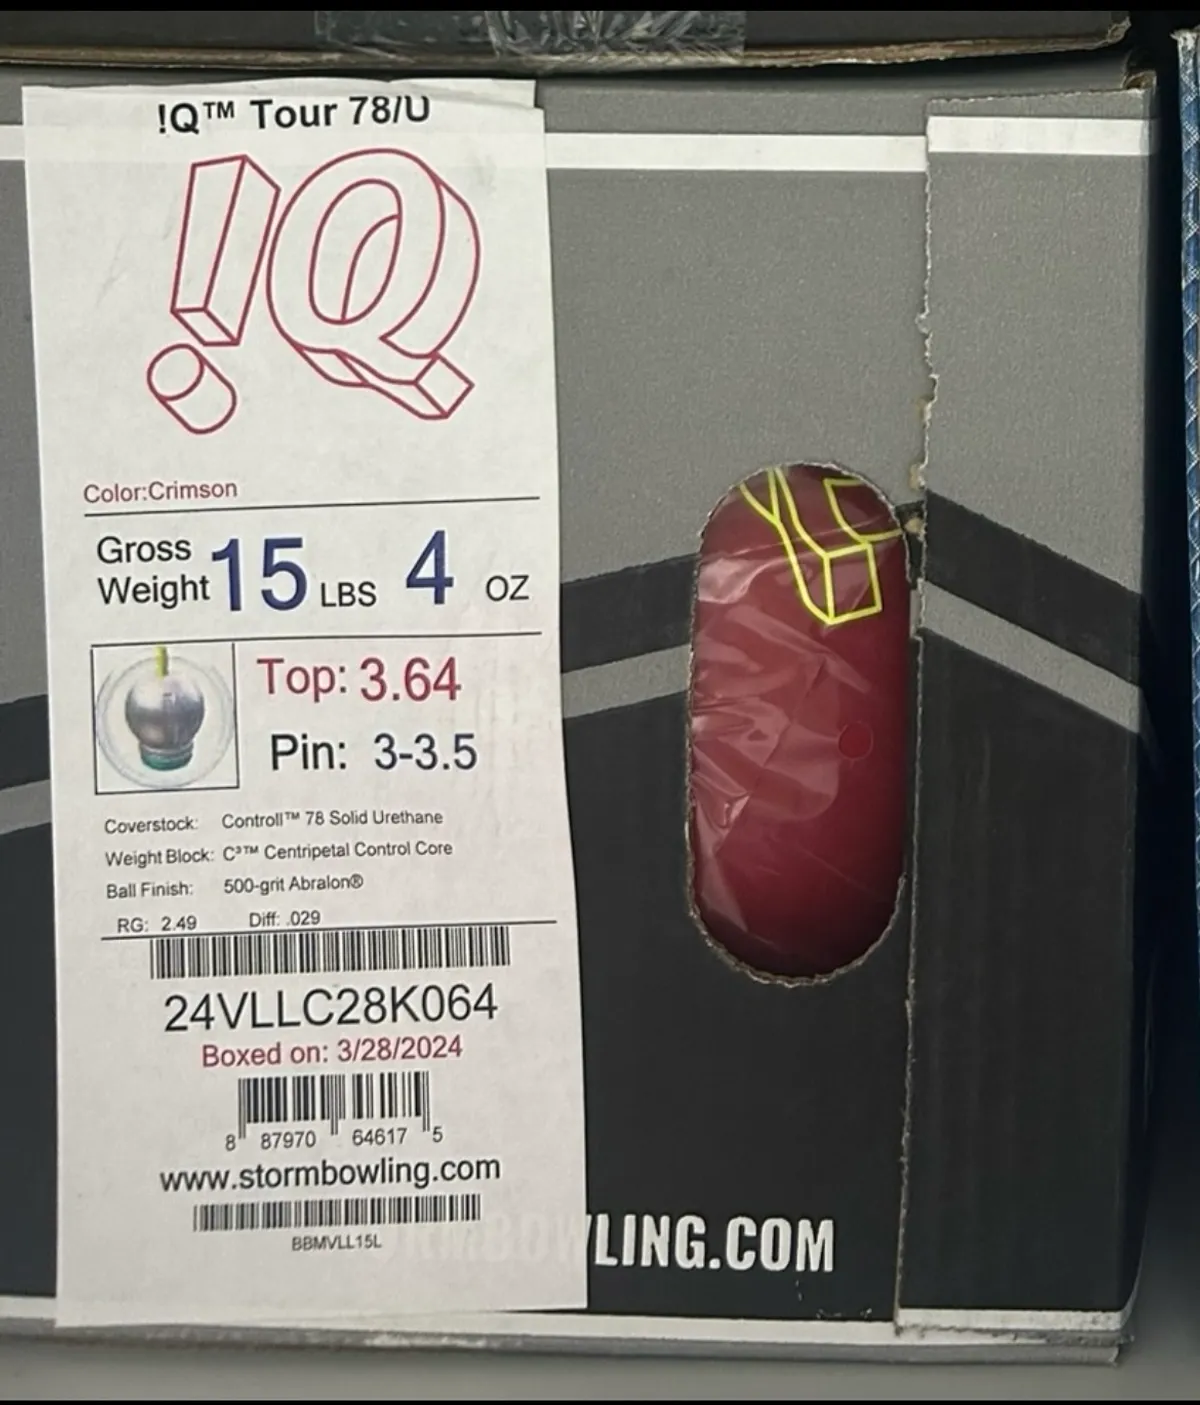 !Q™ Tour 78/U
!Q
Color:Crimson
Gross Weight 15 LBS 4 OZ
Top: 3.64
Pin: 3-3.5
Coverstock: Controll™ 78 Solid Urethane
Weight Block: C³™ Centripetal Control Core
Ball Finish: 500-grit Abralon®
RG: 2.49 Diff: .029
24VLLC28K064
Boxed on: 3/28/2024
8 87970 64617 5
www.stormbowling.com
BBMVLL15L
RMBOWLING.COM